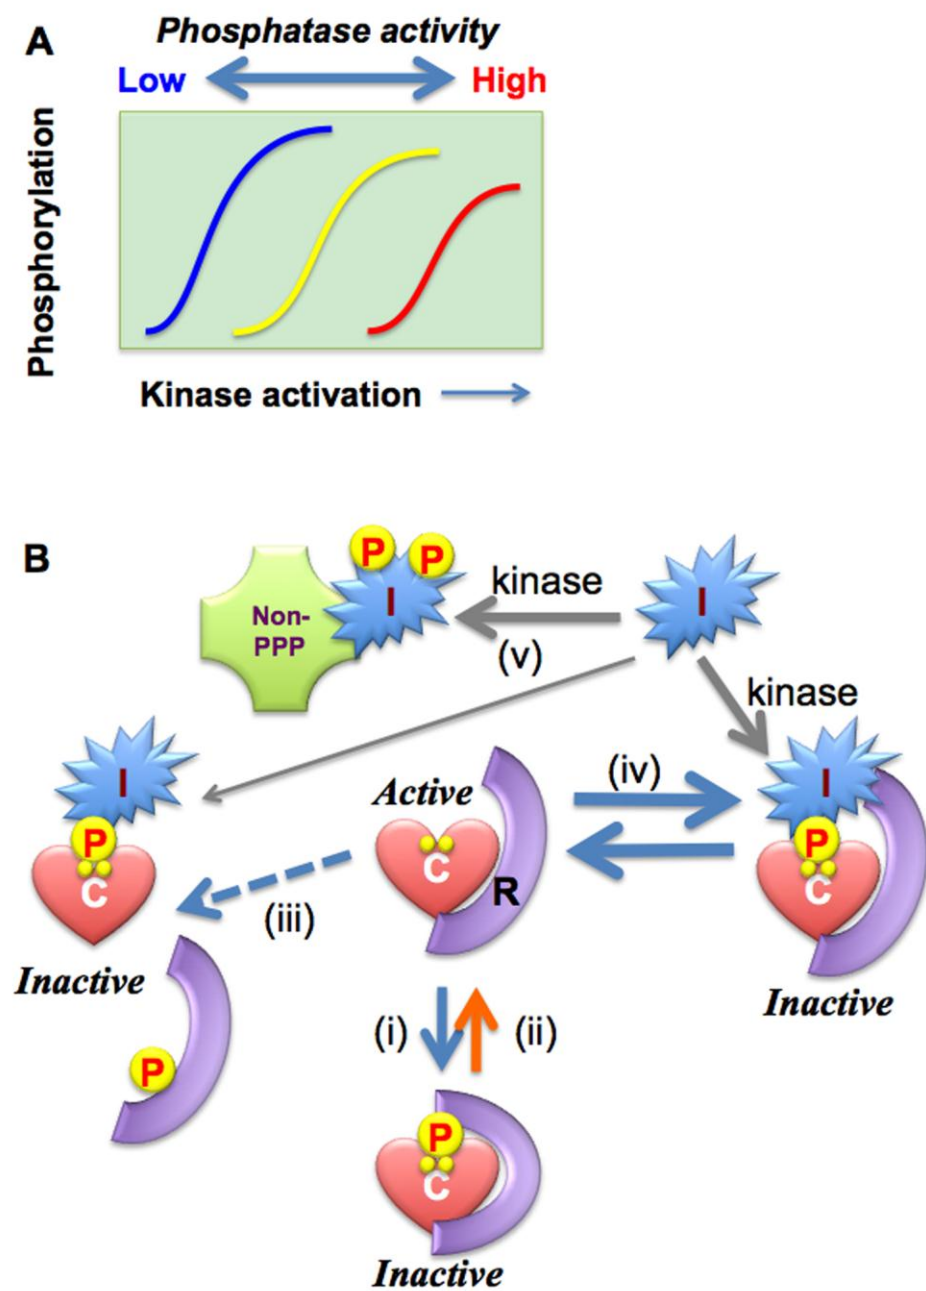 A
Phosphatase activity
Low
High
Phosphorylation
Kinase activation
B
P
P
I
kinase
I
Non-
PPP
(v)
kinase
I
(iv)
I
Active
P
C
P
C
C
R
(iii)
Inactive
Inactive
(i)
(ii)
P
P
C
Inactive